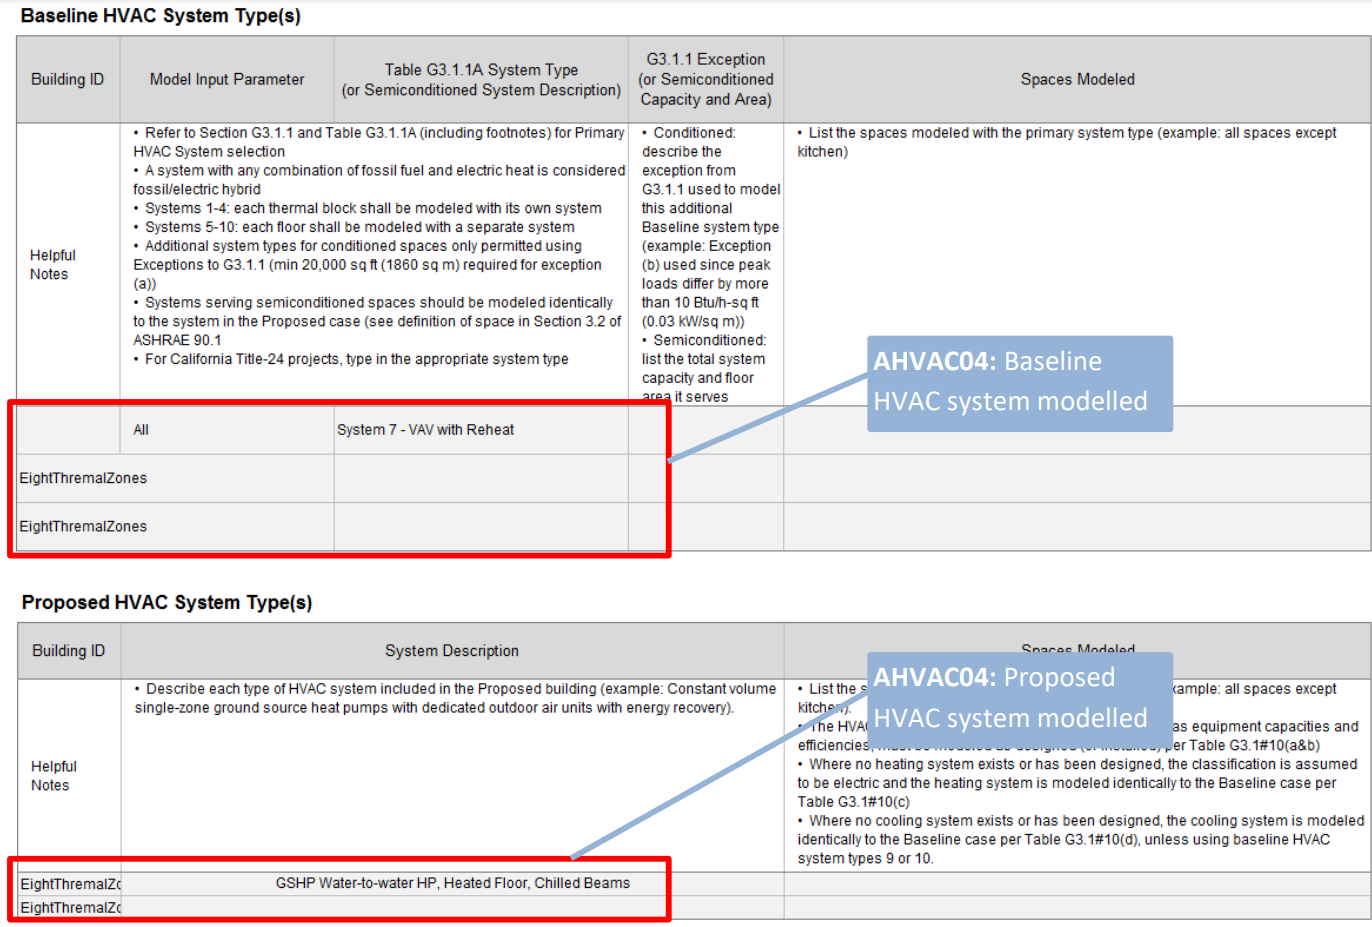 Baseline HVAC System Type(s)
Building ID
Model Input Parameter
Table G3.1.1A System Type
(or Semiconditioned System Description)
G3.1.1 Exception
(or Semiconditioned
Capacity and Area)
Spaces Modeled
Helpful
Notes
• Refer to Section G3.1.1 and Table G3.1.1A (including footnotes) for Primary
HVAC System selection
• A system with any combination of fossil fuel and electric heat is considered
fossil/electric hybrid
• Systems 1-4: each thermal block shall be modeled with its own system
• Systems 5-10: each floor shall be modeled with a separate system
• Additional system types for conditioned spaces only permitted using
Exceptions to G3.1.1 (min 20,000 sq ft (1860 sq m) required for exception
(a))
• Systems serving semiconditioned spaces should be modeled identically
to the system in the Proposed case (see definition of space in Section 3.2 of
ASHRAE 90.1
• For California Title-24 projects, type in the appropriate system type
• Conditioned:
describe the
exception from
G3.1.1 used to model
this additional
Baseline system type
(example: Exception
(b) used since peak
loads differ by more
than 10 Btu/h-sq ft
(0.03 kW/sq m))
• Semiconditioned:
list the total system
capacity and floor
area it serves
• List the spaces modeled with the primary system type (example: all spaces except
kitchen)
AHVAC04: Baseline
HVAC system modelled
All
System 7 - VAV with Reheat
EightThremalZones
EightThremalZones
Proposed HVAC System Type(s)
Building ID
System Description
Spaces Modeled
Helpful
Notes
• Describe each type of HVAC system included in the Proposed building (example: Constant volume
single-zone ground source heat pumps with dedicated outdoor air units with energy recovery).
AHVAC04: Proposed
HVAC system modelled
• List the s
xample: all spaces except
kitchen).
• The HVAC
as equipment capacities and
efficiencies, must be modeled as designed (or installed) per Table G3.1#10(a&b)
• Where no heating system exists or has been designed, the classification is assumed
to be electric and the heating system is modeled identically to the Baseline case per
Table G3.1#10(c)
• Where no cooling system exists or has been designed, the cooling system is modeled
identically to the Baseline case per Table G3.1#10(d), unless using baseline HVAC
system types 9 or 10.
EightThremalZo
GSHP Water-to-water HP, Heated Floor, Chilled Beams
EightThremalZo